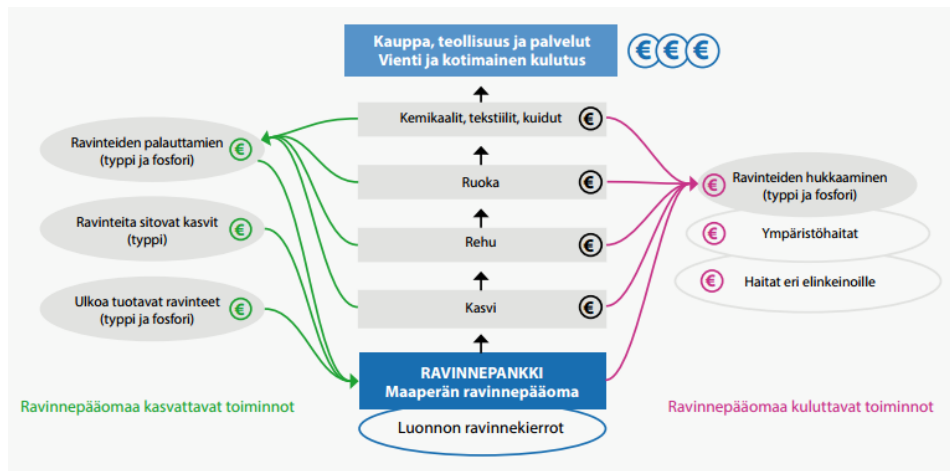 Kauppa, teollisuus ja palvelut
Vienti ja kotimainen kulutus
€ € €
Kemikaalit, tekstiilit, kuidut €
Ravinteiden palauttamien
(typpi ja fosfori) €
Ruoka €
Ravinteiden hukkaaminen
(typpi ja fosfori) €
Ravinteita sitovat kasvit
(typpi) €
Rehu €
€ Ympäristöhaitat
€ Haitat eri elinkeinoille
Ulkoa tuotavat ravinteet
(typpi ja fosfori) €
Kasvi €
RAVINNEPANKKI
Maaperän ravinnepääoma
Ravinnepääomaa kasvattavat toiminnot
Ravinnepääomaa kuluttavat toiminnot
Luonnon ravinnekierrot